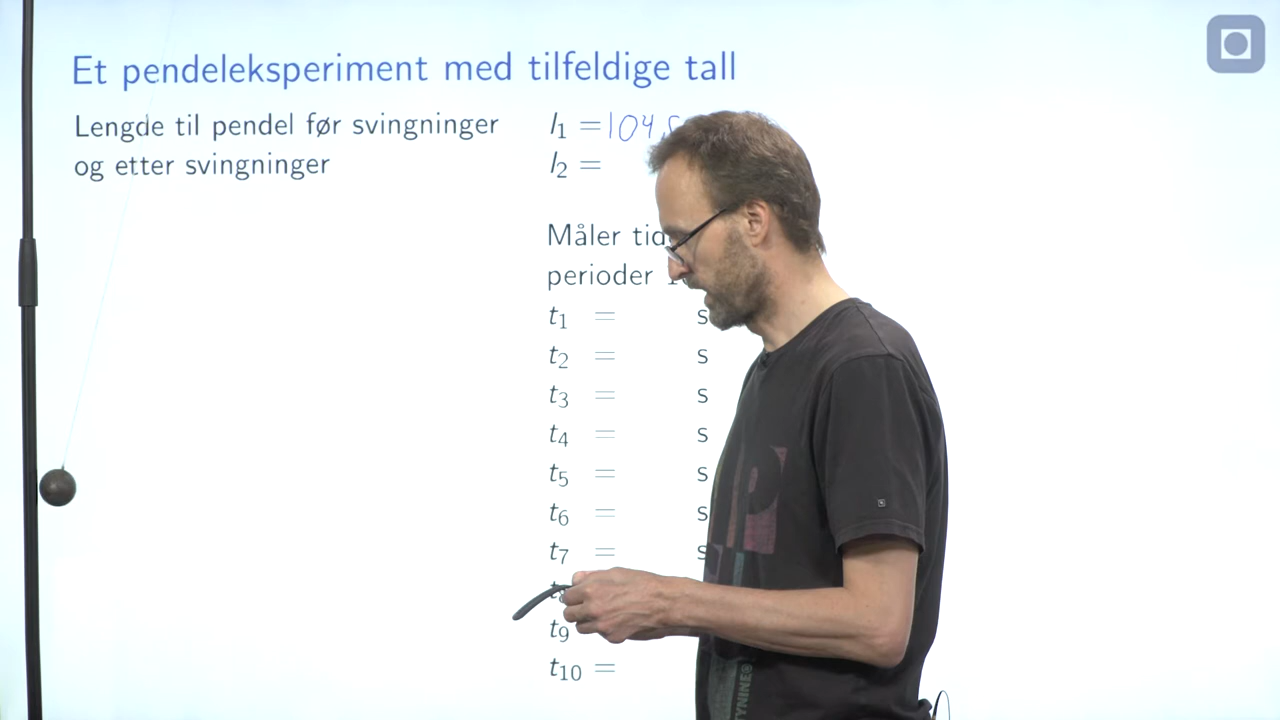 Et pendeleksperiment med tilfeldige tall
Lengde til pendel før svingninger l₁ = 104,
og etter svingninger l₂ =
Måler tid
perioder
t₁ = s
t₂ = s
t₃ = s
t₄ = s
t₅ = s
t₆ = s
t₇ = s
t₉
t₁₀ =
YNINE®